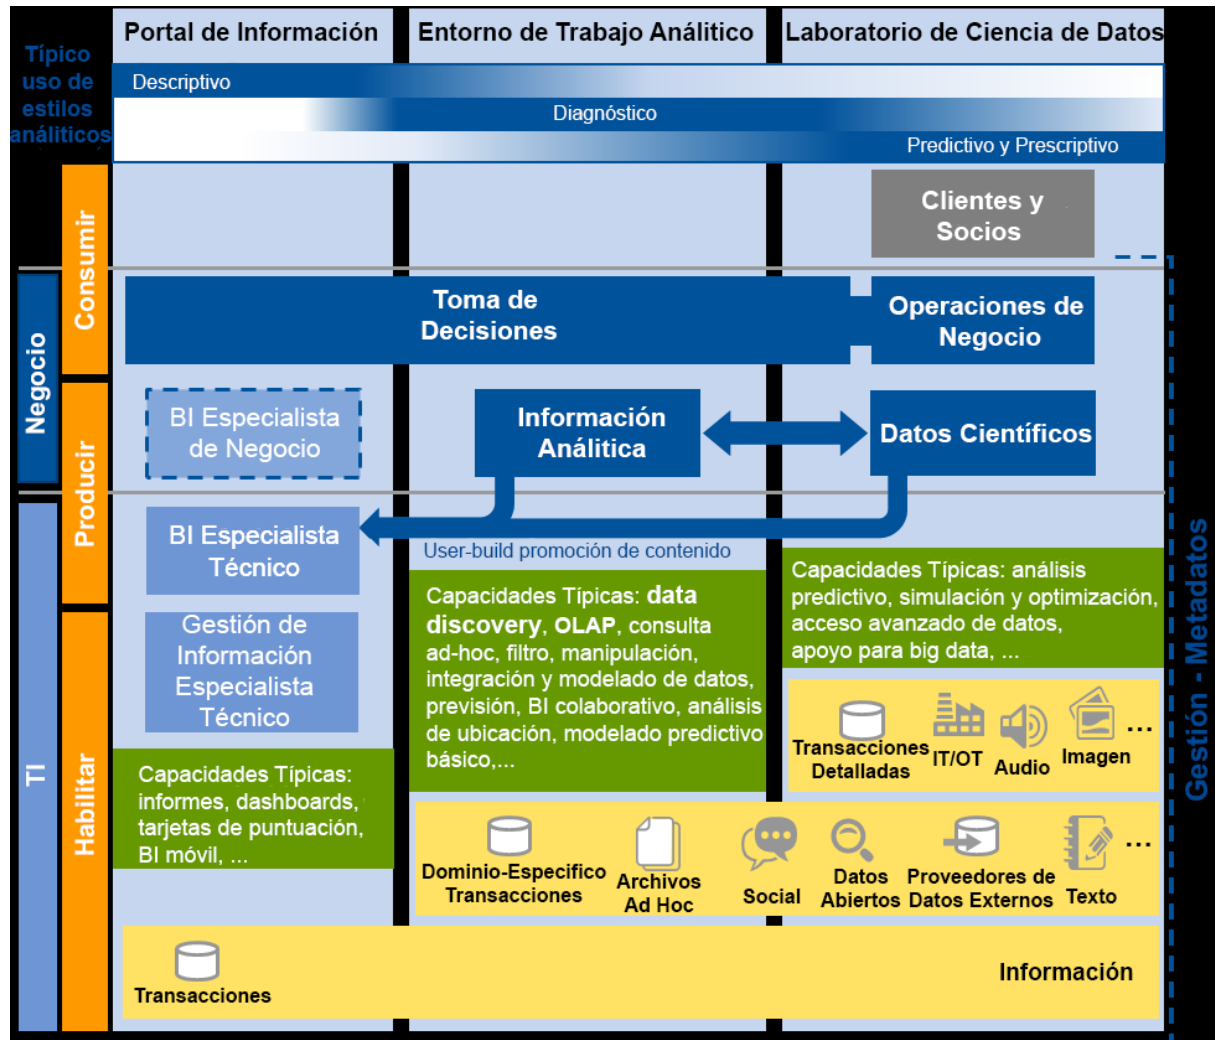 Portal de Información
Entorno de Trabajo Análitico
Laboratorio de Ciencia de Datos
Típico
uso de
estilos
análiticos
Descriptivo
Diagnóstico
Predictivo y Prescriptivo
Consumir
Clientes y
Socios
Negocio
Toma de
Decisiones
Operaciones de
Negocio
Producir
BI Especialista
de Negocio
Información
Análitica
Datos Científicos
BI Especialista
Técnico
User-build promoción de contenido
Gestión - Metadatos
TI
Habilitar
Gestión de
Información
Especialista
Técnico
Capacidades Típicas:
informes, dashboards,
tarjetas de puntuación,
BI móvil, ...
Capacidades Típicas: data
discovery, OLAP, consulta
ad-hoc, filtro, manipulación,
integración y modelado de datos,
previsión, BI colaborativo, análisis
de ubicación, modelado predictivo
básico,...
Capacidades Típicas: análisis
predictivo, simulación y optimización,
acceso avanzado de datos,
apoyo para big data, ...
Transacciones
Detalladas
IT/OT
Audio
Imagen
...
Dominio-Especifico
Transacciones
Archivos
Ad Hoc
Social
Datos
Abiertos
Proveedores de
Datos Externos
Texto
...
Transacciones
Información